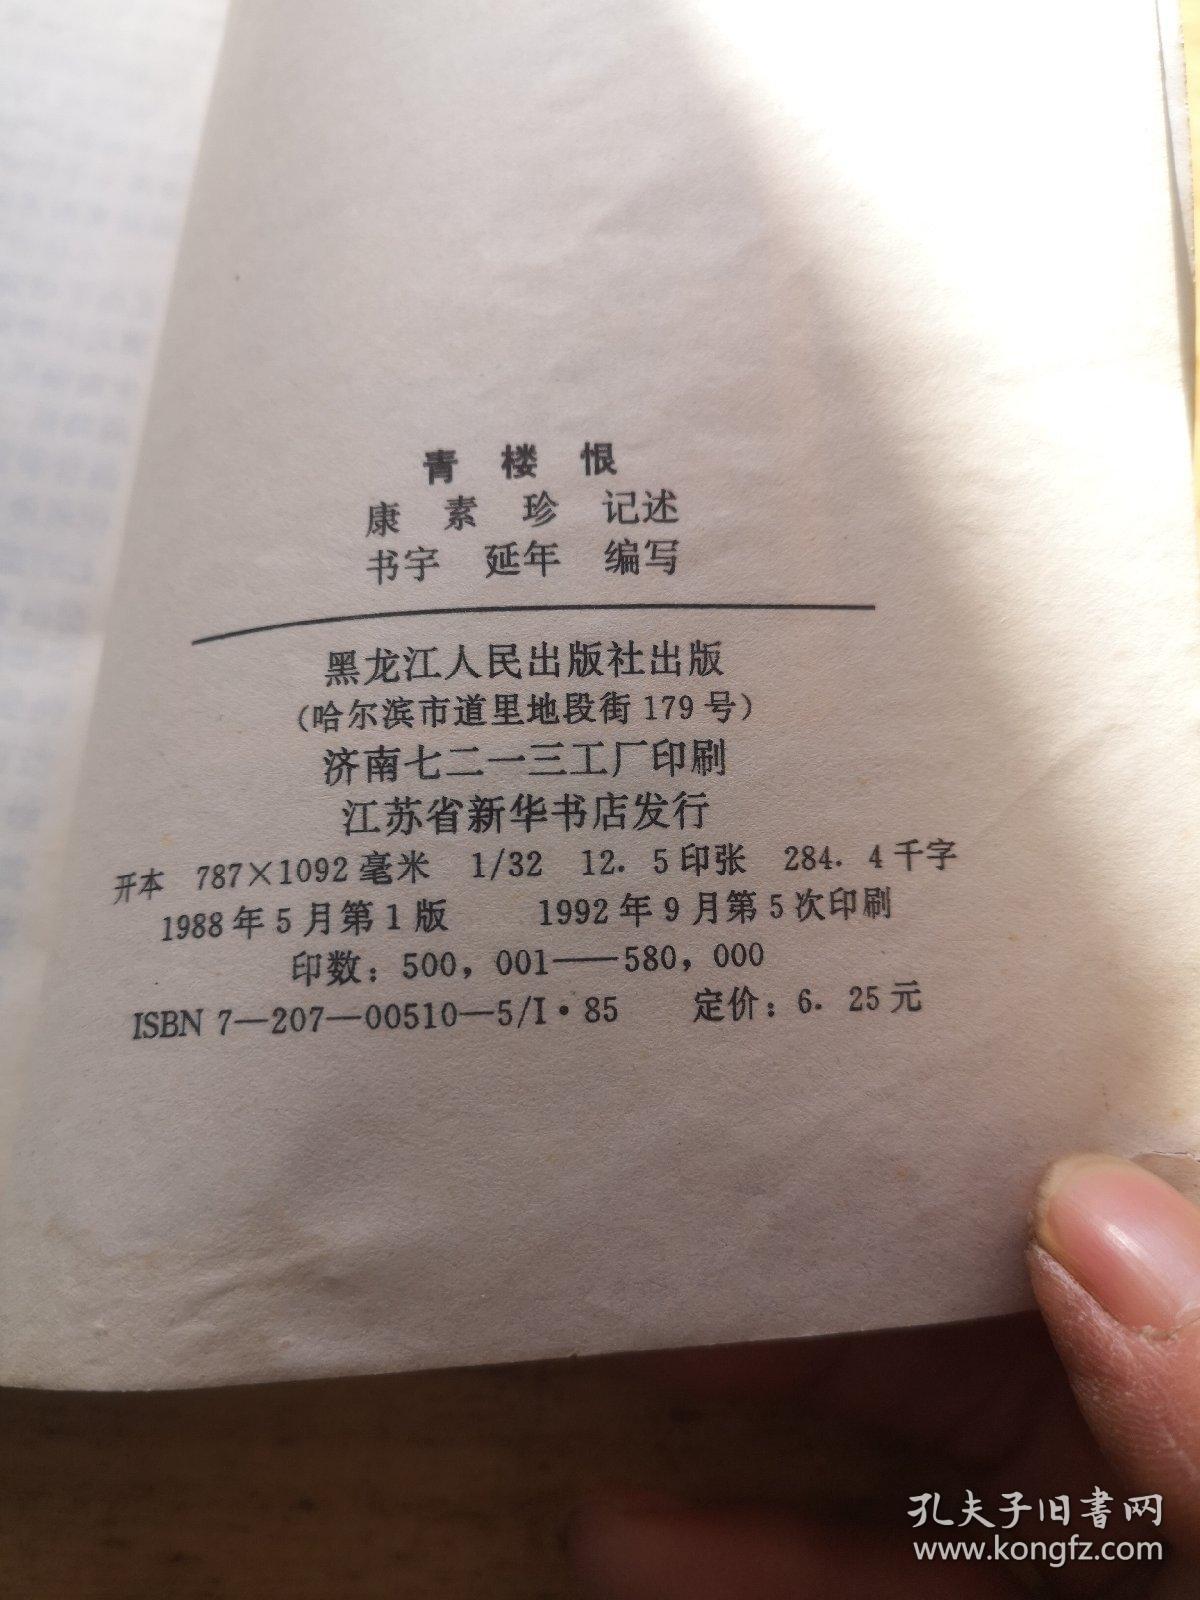 青楼恨
康素珍 记述
书宇 延年 编写
黑龙江人民出版社出版
(哈尔滨市道里地段街179号)
济南七二一三工厂印刷
江苏省新华书店发行
开本 787×1092毫米 1/32 12.5印张 284.4千字
1988年5月第1版 1992年9月第5次印刷
印数：500,001——580,000
ISBN 7—207—00510—5/I·85 定价：6.25元
孔夫子旧書网
www.kongfz.com